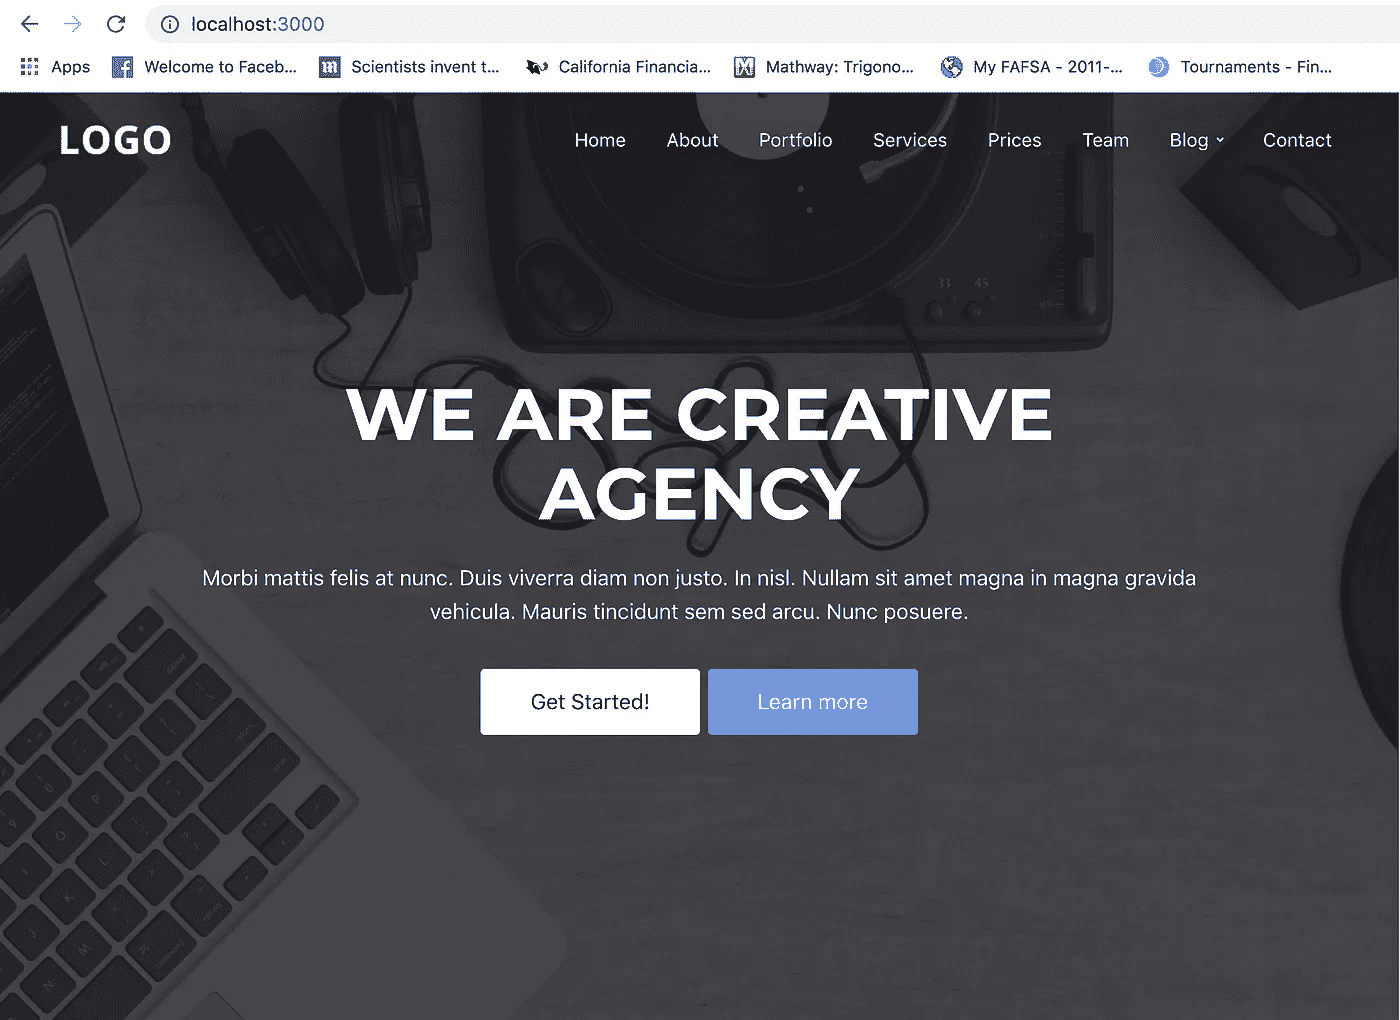 localhost:3000
Apps Welcome to Faceb... Scientists invent t... California Financia... Mathway: Trigono... My FAFSA - 2011-... Tournaments - Fin...
LOGO Home About Portfolio Services Prices Team Blog Contact
33 45
WE ARE CREATIVE
AGENCY
Morbi mattis felis at nunc. Duis viverra diam non justo. In nisl. Nullam sit amet magna in magna gravida
vehicula. Mauris tincidunt sem sed arcu. Nunc posuere.
Get Started! Learn more